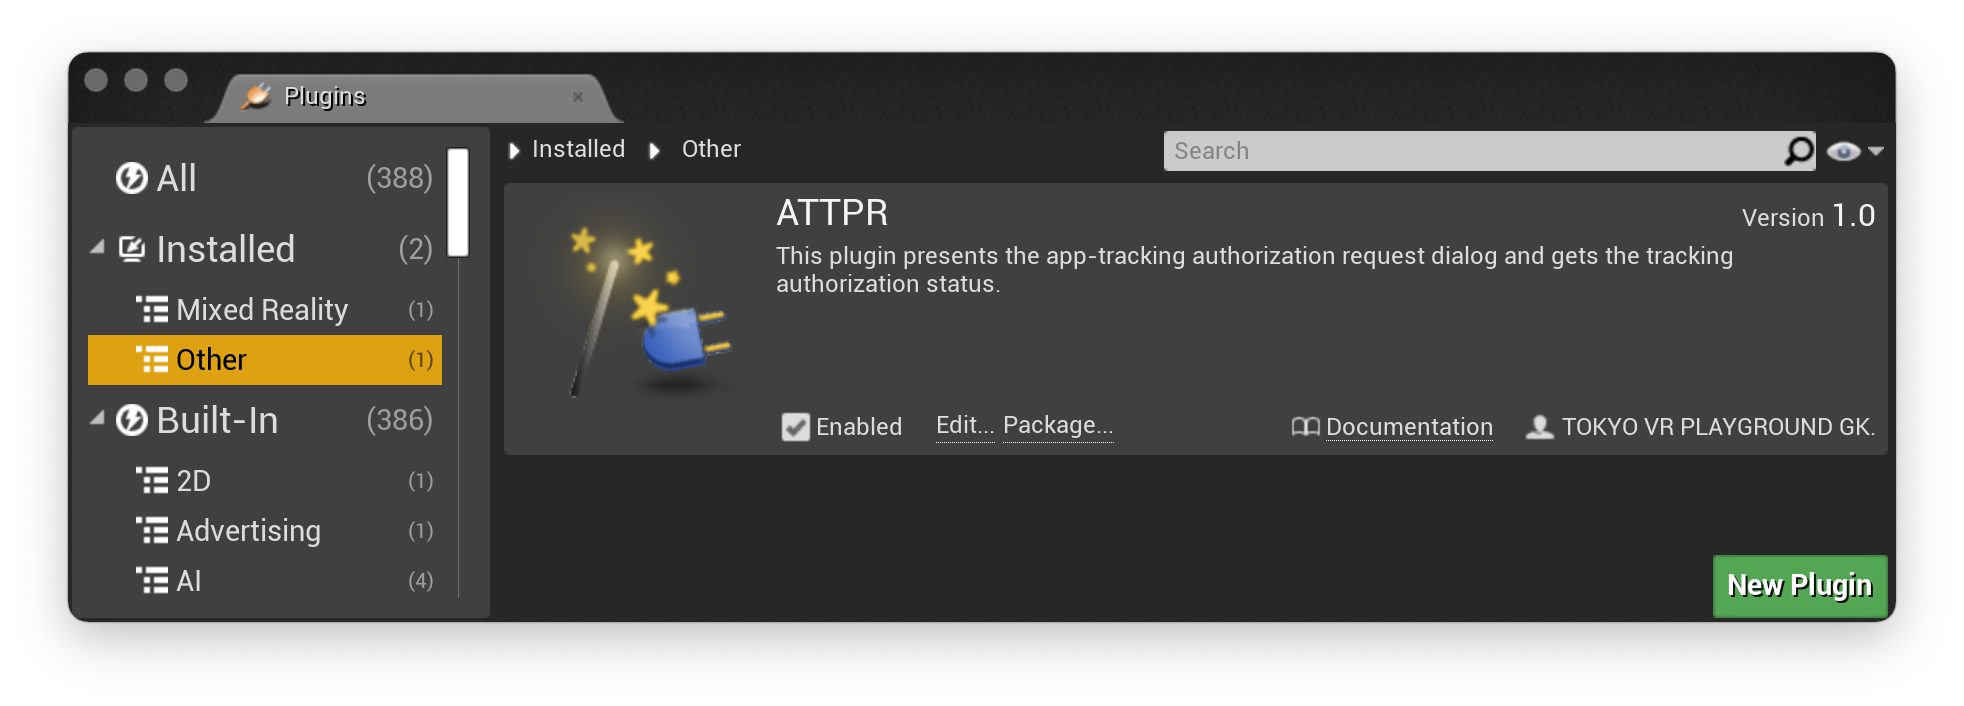 Plugins
All (388)
Installed (2)
Mixed Reality (1)
Other (1)
Built-In (386)
2D (1)
Advertising (1)
AI (4)
Installed Other
Search
ATTPR
Version 1.0
This plugin presents the app-tracking authorization request dialog and gets the tracking
authorization status.
Enabled Edit... Package... Documentation TOKYO VR PLAYGROUND GK.
New Plugin